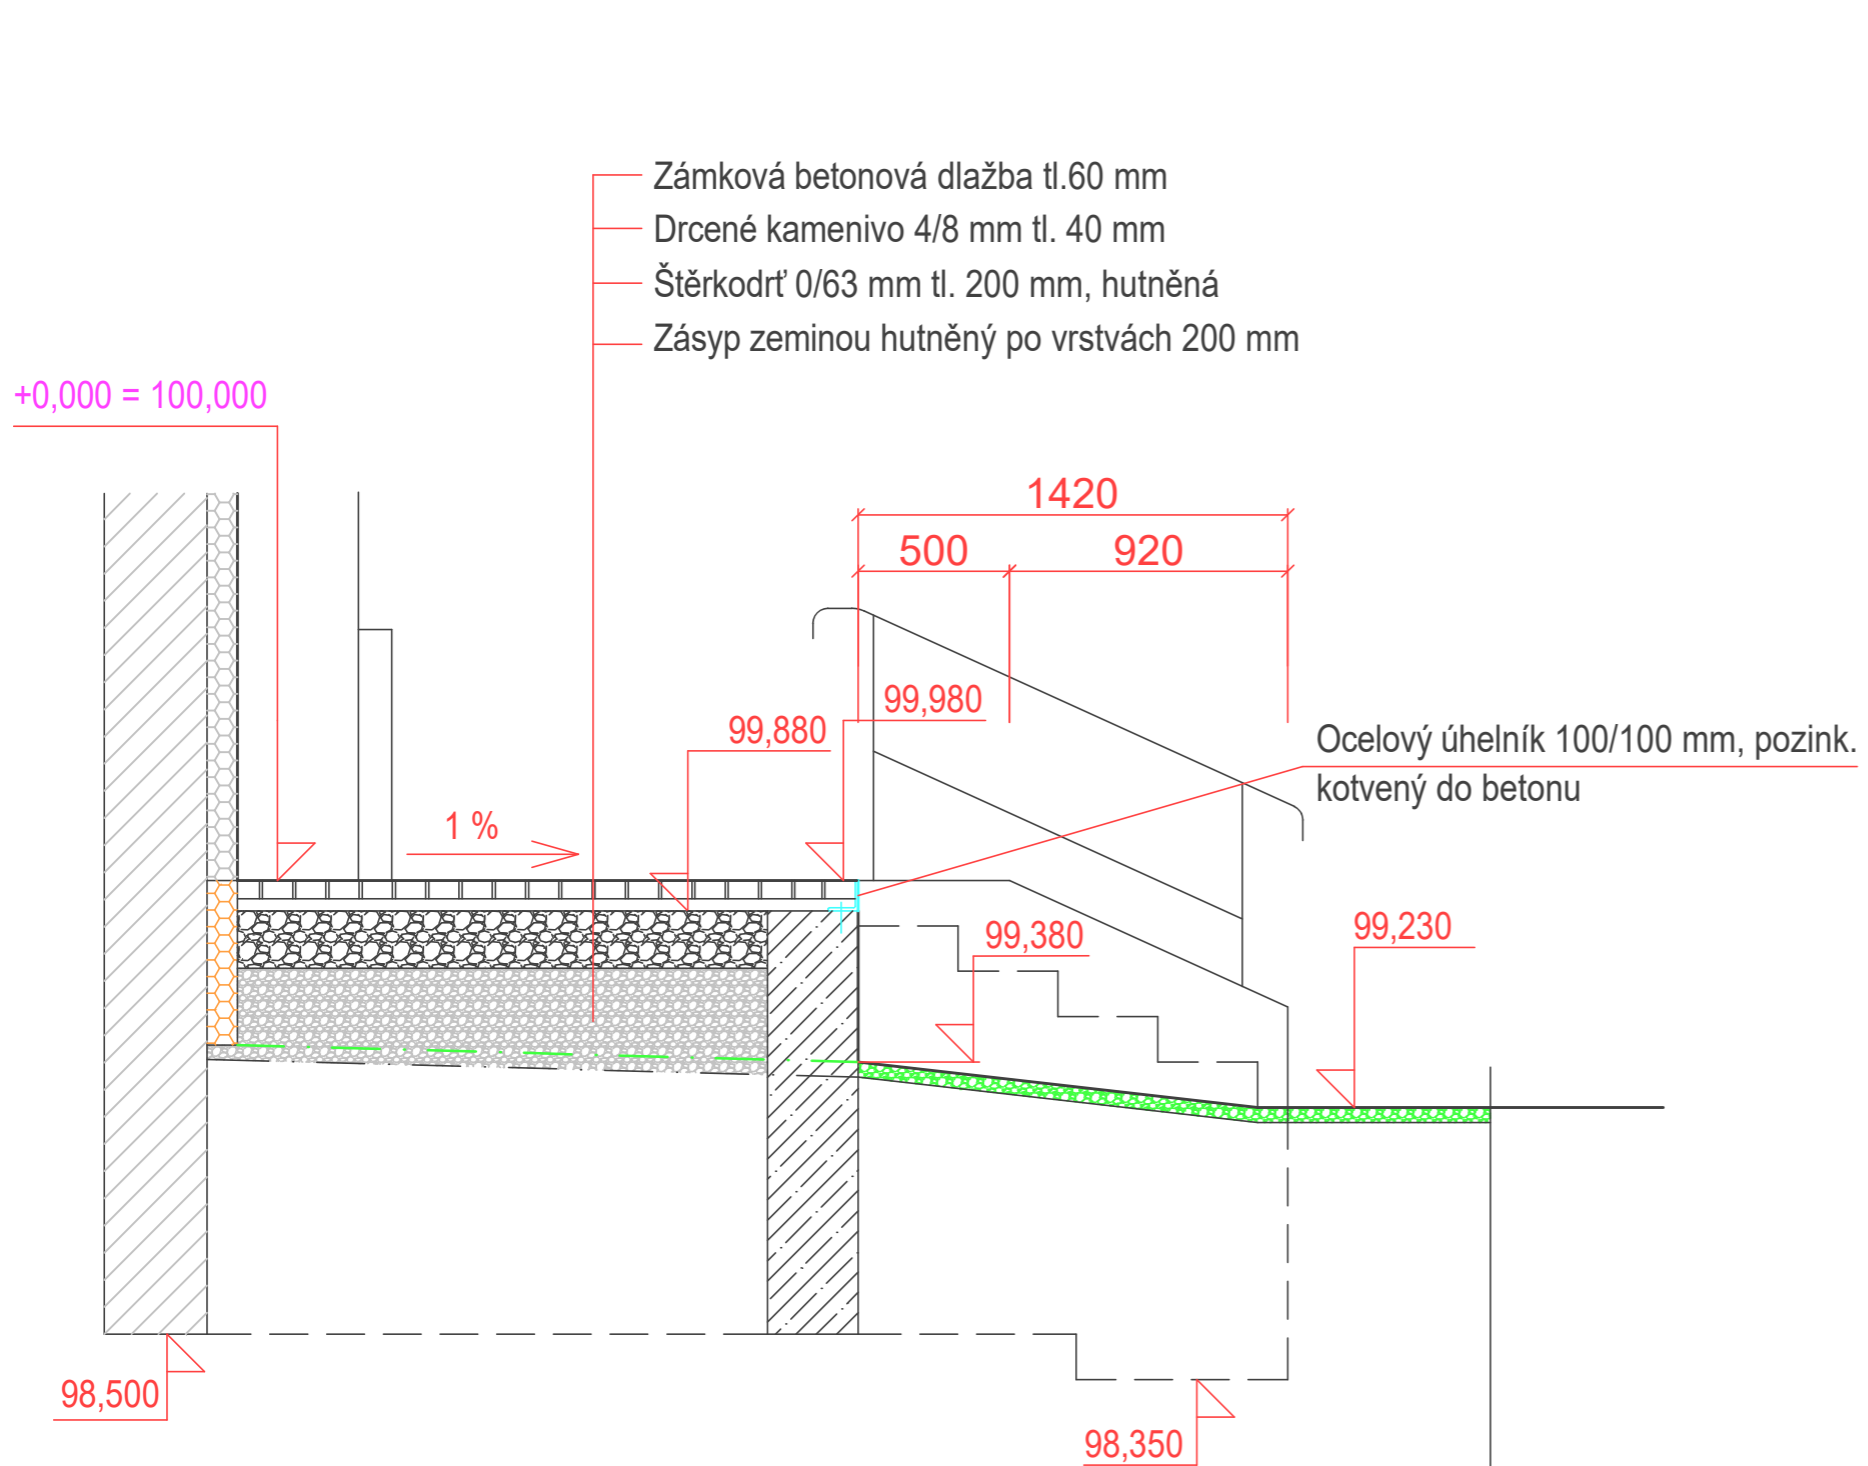 Zámková betonová dlažba tl.60 mm
Drcené kamenivo 4/8 mm tl. 40 mm
Štěrkodrť 0/63 mm tl. 200 mm, hutněná
Zásyp zeminou hutněný po vrstvách 200 mm
+0,000 = 100,000
1420
500
920
99,980
99,880
Ocelový úhelník 100/100 mm, pozink.
kotvený do betonu
1 %
99,380
99,230
98,500
98,350